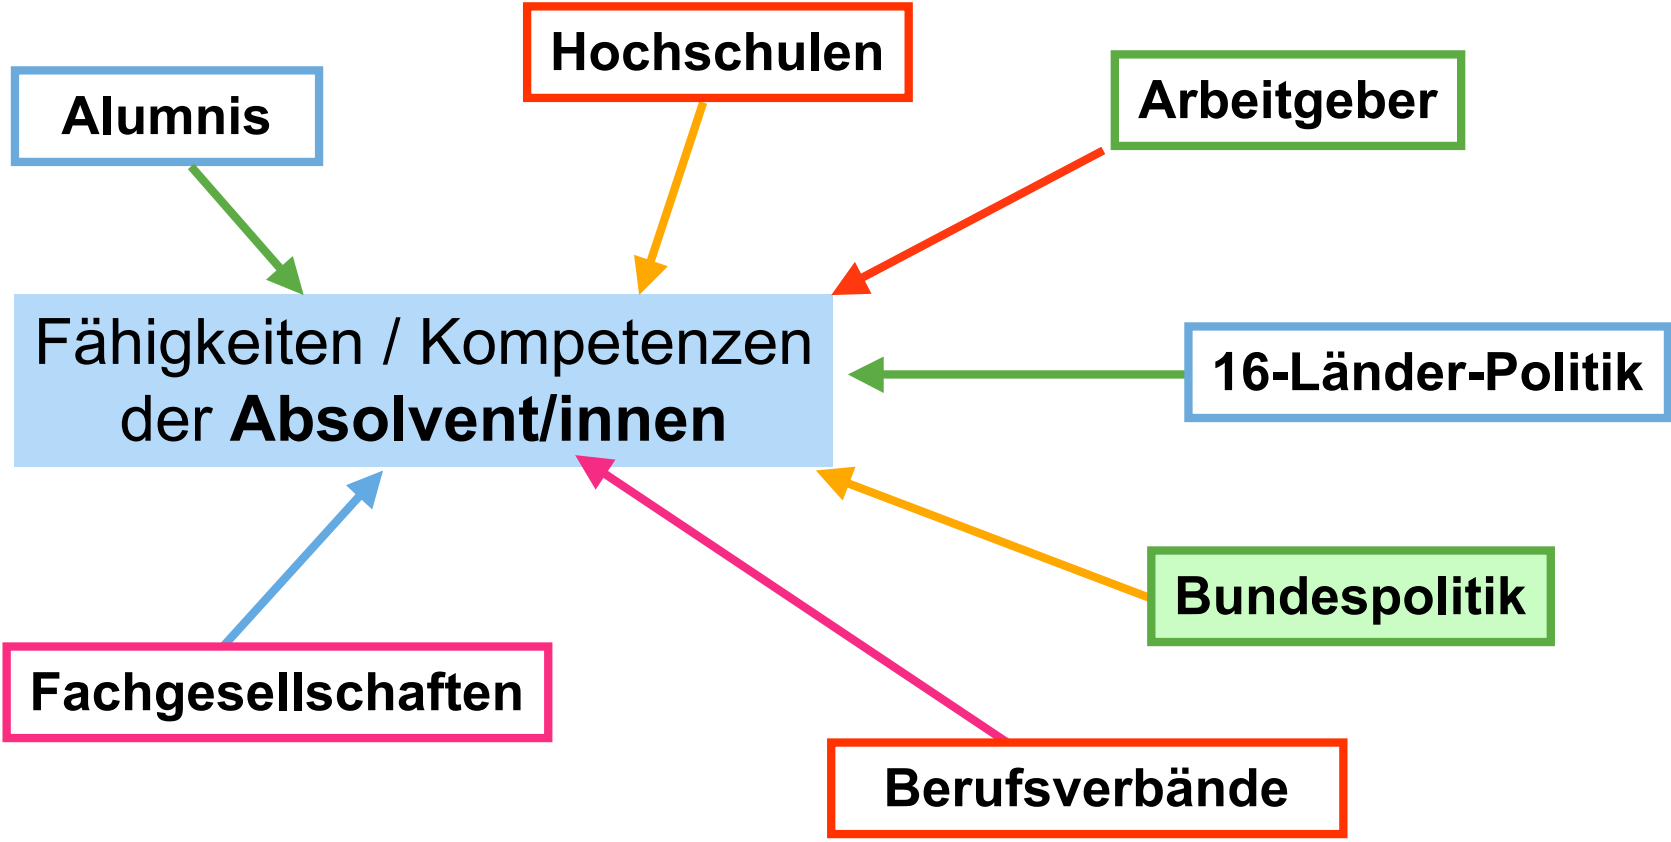 Hochschulen
Alumnis
Arbeitgeber
Fähigkeiten / Kompetenzen
der Absolvent/innen
16-Länder-Politik
Bundespolitik
Fachgesellschaften
Berufsverbände